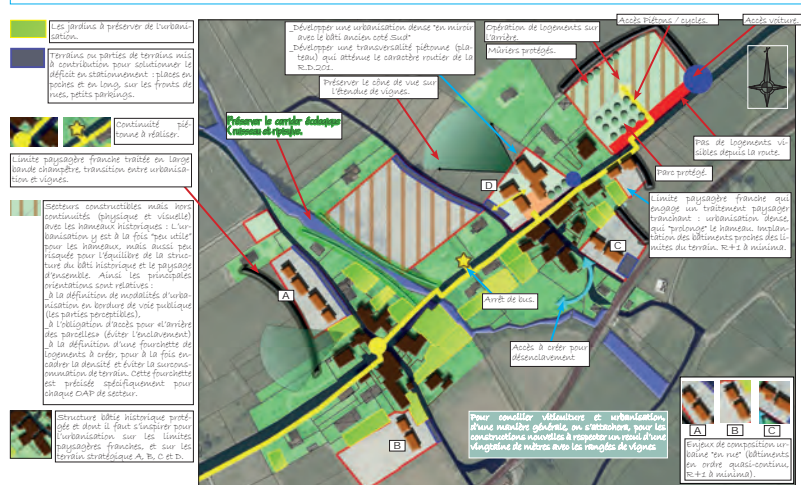 Les jardins à préserver de l'urbani-
sation.
Terrains ou parties de terrains mis
à contribution pour solutionner le
déficit en stationnement : places en
poches et en long, sur les fronts de
rues, petits parkings.
Continuité pié-
tonne à réaliser.
Limite paysagère franche traitée en large
bande champêtre, transition entre urbanisa-
tion et vignes.
Secteurs constructibles mais hors
continuités (physique et visuelle)
avec les hameaux historiques : L'ur-
banisation y est à la fois "peu utile"
pour les hameaux, mais aussi peu
risquée pour l'équilibre de la struc-
ture du bâti historique et le paysage
d'ensemble. Ainsi les principales
orientations sont relatives :
_à la définition de modalités d'urba-
nisation en bordure de voie publique
(les parties perceptibles),
_à l'obligation d'accès pour «l'arrière
des parcelles» (éviter l'enclavement)
_à la définition d'une fourchette de
logements à créer, pour à la fois en-
cadrer la densité et éviter la surcons-
ommation de terrain. Cette fourchette
est précisée spécifiquement pour
chaque OAP de secteur.
Structure bâtie historique proté-
gée et dont il faut s'inspirer pour
l'urbanisation sur les limites
paysagères franches, et sur les
terrain stratégique A, B, C et D.
_Développer une urbanisation dense "en miroir
avec le bâti ancien coté Sud"
_Développer une transversalité piétonne (pla-
teau) qui atténue le caractère routier de la
R.D.201.
Préserver le cône de vue sur
l'étendue de vignes.
Préserver le corridor écologique
(ruisseau et ripisylve).
Opération de logements sur
l'arrière.
Mûriers protégés.
Accès Piétons / cycles.
Accès voiture.
Pas de logements vi-
sibles depuis la route.
Parc protégé.
Limite paysagère franche qui
engage un traitement paysager
tranchant : urbanisation dense,
qui "prolonge" le hameau. Implan-
tation des bâtiments proches des li-
mites du terrain. R+1 à minima.
D
C
A
B
Arrêt de bus.
Accès à créer pour
désenclavement
Pour concilier viticulture et urbanisation,
d'une manière générale, on s'attachera, pour les
constructions nouvelles à respecter un recul d'une
vingtaine de mètres avec les rangées de vignes
A
B
C
Enjeux de composition ur-
baine "en rue" (bâtiments
en ordre quasi-continu,
R+1 à minima).